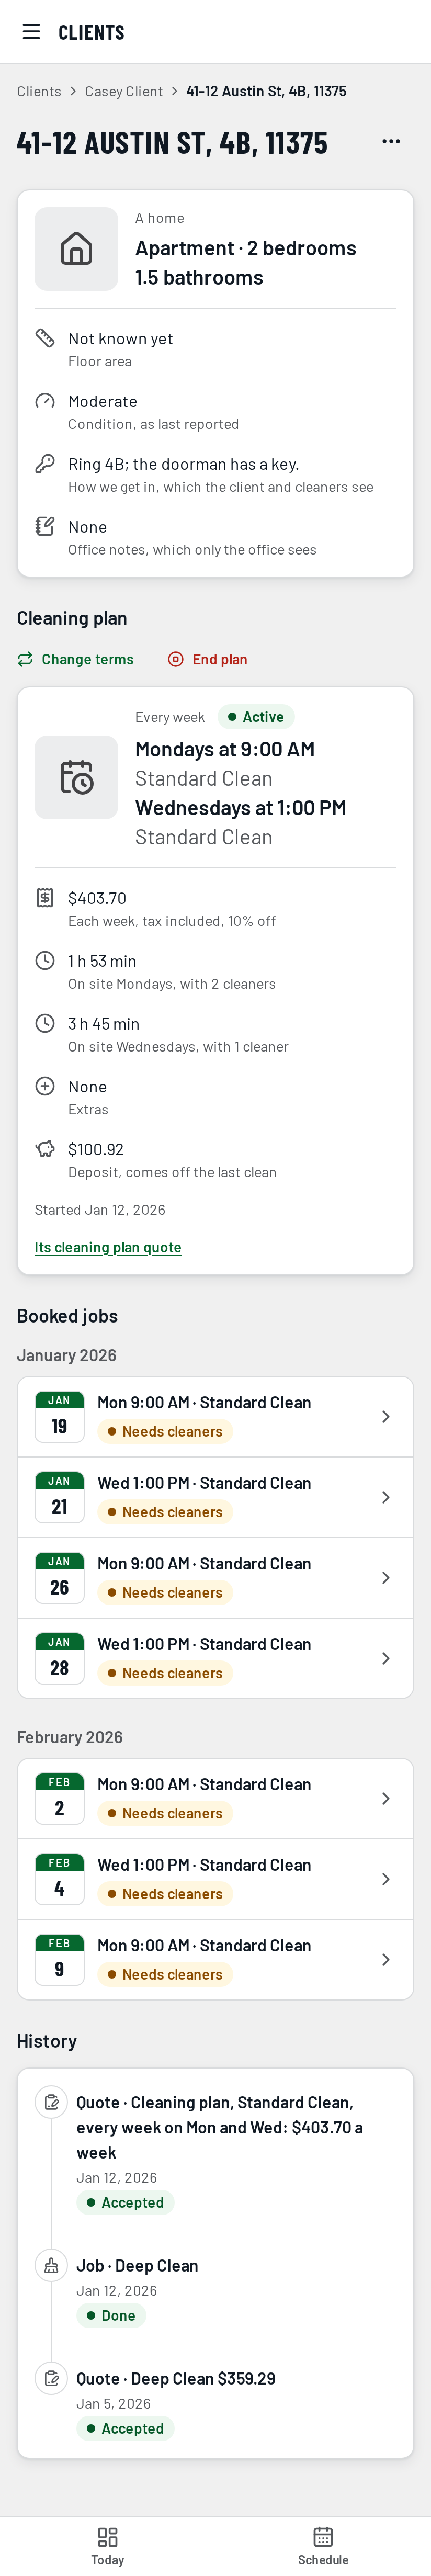 CLIENTS
Clients > Casey Client > 41-12 Austin St, 4B, 11375
41-12 AUSTIN ST, 4B, 11375
A home
Apartment · 2 bedrooms
1.5 bathrooms
Not known yet
Floor area
Moderate
Condition, as last reported
Ring 4B; the doorman has a key.
How we get in, which the client and cleaners see
None
Office notes, which only the office sees
Cleaning plan
Change terms
End plan
Every week
Active
Mondays at 9:00 AM
Standard Clean
Wednesdays at 1:00 PM
Standard Clean
$403.70
Each week, tax included, 10% off
1 h 53 min
On site Mondays, with 2 cleaners
3 h 45 min
On site Wednesdays, with 1 cleaner
None
Extras
$100.92
Deposit, comes off the last clean
Started Jan 12, 2026
Its cleaning plan quote
Booked jobs
January 2026
JAN
19
Mon 9:00 AM · Standard Clean
Needs cleaners
JAN
21
Wed 1:00 PM · Standard Clean
Needs cleaners
JAN
26
Mon 9:00 AM · Standard Clean
Needs cleaners
JAN
28
Wed 1:00 PM · Standard Clean
Needs cleaners
February 2026
FEB
2
Mon 9:00 AM · Standard Clean
Needs cleaners
FEB
4
Wed 1:00 PM · Standard Clean
Needs cleaners
FEB
9
Mon 9:00 AM · Standard Clean
Needs cleaners
History
Quote · Cleaning plan, Standard Clean,
every week on Mon and Wed: $403.70 a
week
Jan 12, 2026
Accepted
Job · Deep Clean
Jan 12, 2026
Done
Quote · Deep Clean $359.29
Jan 5, 2026
Accepted
Today
Schedule